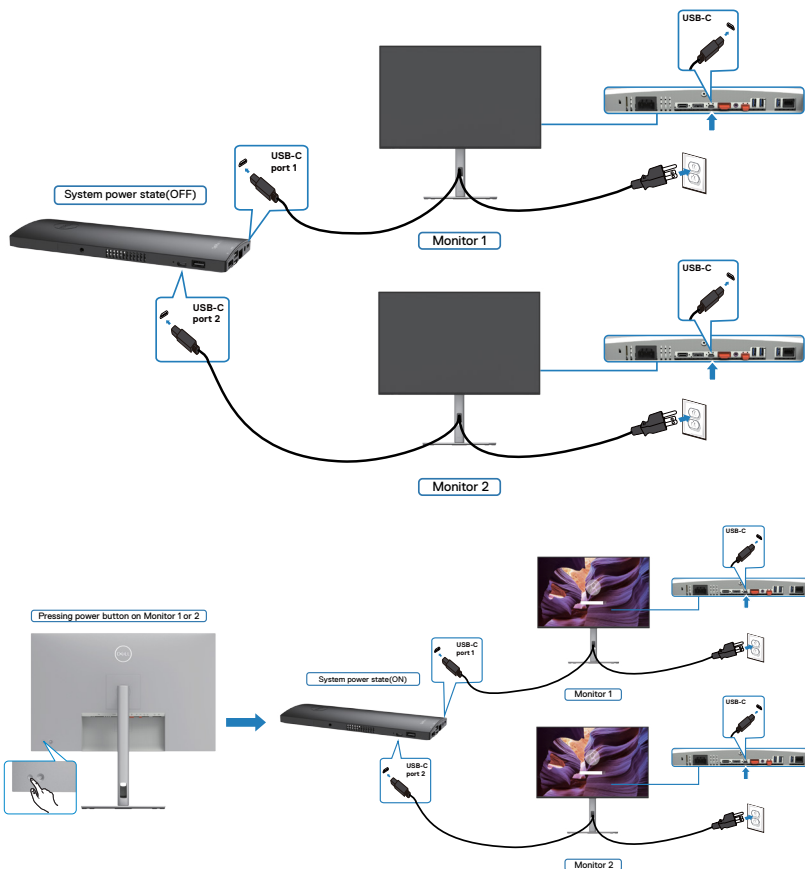 USB-C
USB-C
port 1
System power state(OFF)
Monitor 1
USB-C
USB-C
port 2
Monitor 2
USB-C
Pressing power button on Monitor 1 or 2
DELL
USB-C
port 1
System power state(ON)
Monitor 1
USB-C
USB-C
port 2
Monitor 2